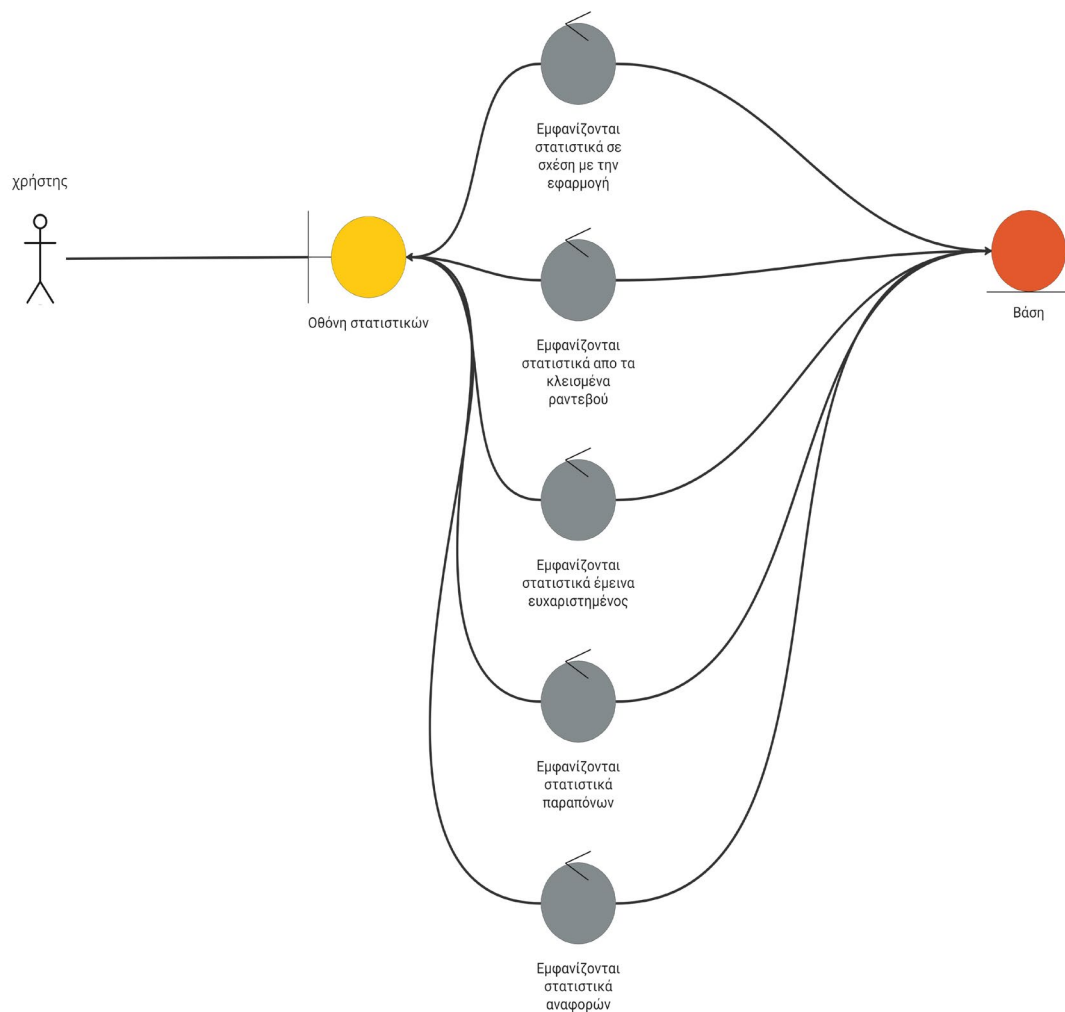 χρήστης
Οθόνη στατιστικών
Εμφανίζονται
στατιστικά σε
σχέση με την
εφαρμογή
Εμφανίζονται
στατιστικά απο τα
κλεισμένα
ραντεβού
Εμφανίζονται
στατιστικά έμεινα
ευχαριστημένος
Εμφανίζονται
στατιστικά
παραπόνων
Εμφανίζονται
στατιστικά
αναφορών
Βάση